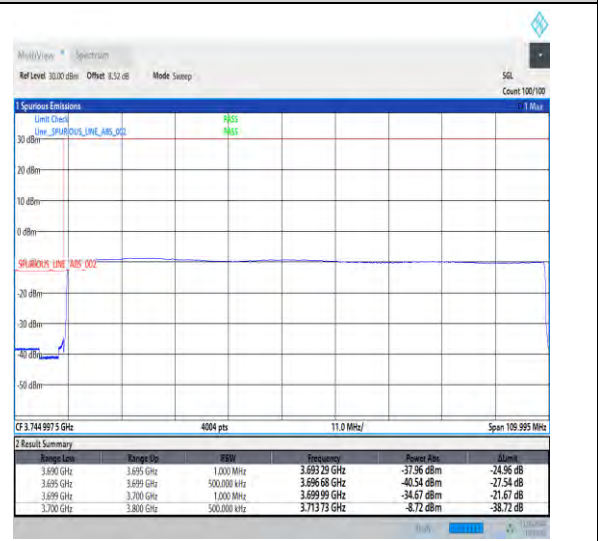 MultiView Spectrum
Ref Level 30.00 dBm Offset 8.52 dB Mode Sweep SGL
Count 100/100
1 Spurious Emissions 1 Max
Limit Check PASS
Line _SPURIOUS_LINE_ABS_002 PASS
30 dBm
20 dBm
10 dBm
0 dBm
SPURIOUS_LINE_ABS_002
-20 dBm
-30 dBm
-40 dBm
-50 dBm
CF 3.744 997 5 GHz 4004 pts 11.0 MHz/ Span 109.995 MHz
2 Result Summary
Range Low Range Up RBW Frequency Power Abs ΔLimit
3.690 GHz 3.695 GHz 1.000 MHz 3.693 29 GHz -37.96 dBm -24.96 dB
3.695 GHz 3.699 GHz 500.000 kHz 3.696 68 GHz -40.54 dBm -27.54 dB
3.699 GHz 3.700 GHz 1.000 MHz 3.699 99 GHz -34.67 dBm -21.67 dB
3.700 GHz 3.800 GHz 500.000 kHz 3.713 73 GHz -8.72 dBm -38.72 dB